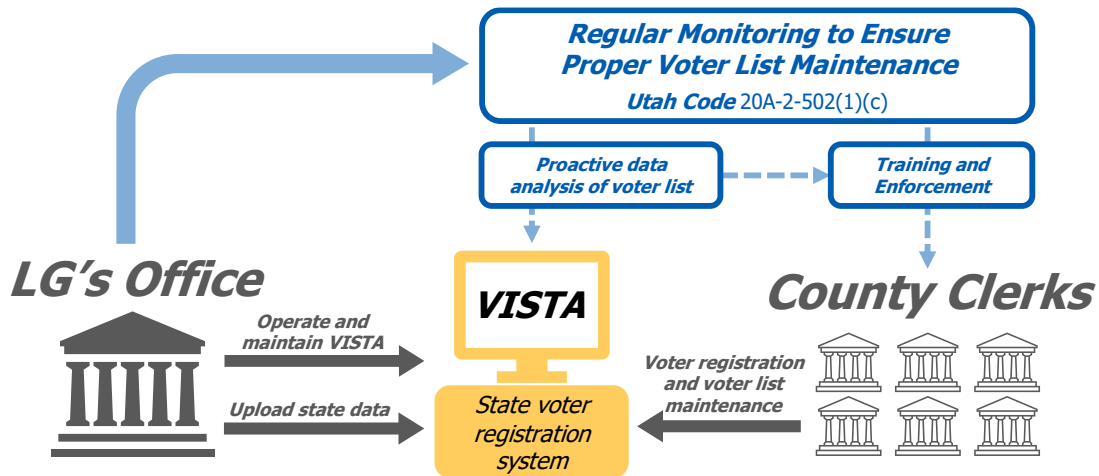 Regular Monitoring to Ensure
Proper Voter List Maintenance
Utah Code 20A-2-502(1)(c)
Proactive data
analysis of voter list
Training and
Enforcement
LG's Office
VISTA
County Clerks
Operate and
maintain VISTA
Upload state data
State voter
registration
system
Voter registration
and voter list
maintenance